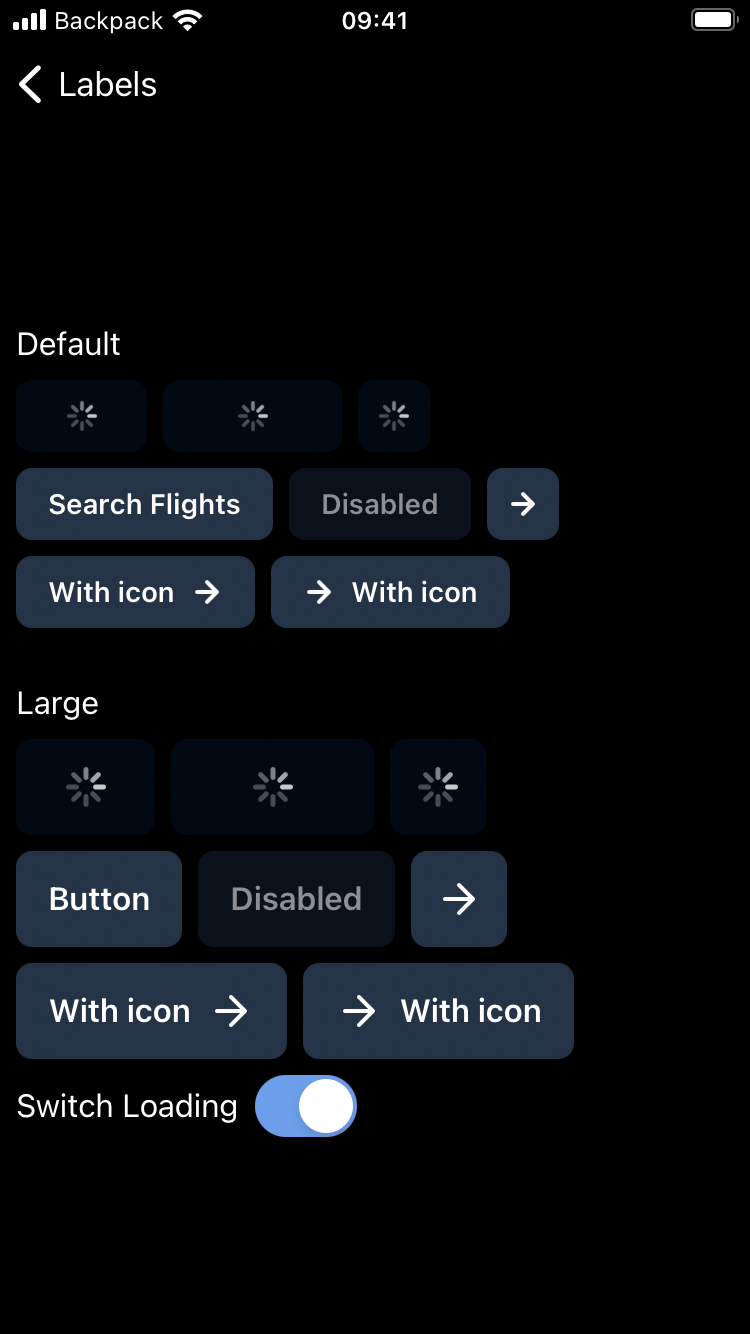 Backpack 09:41
Labels
Default
Search Flights Disabled
With icon With icon
Large
Button Disabled
With icon With icon
Switch Loading